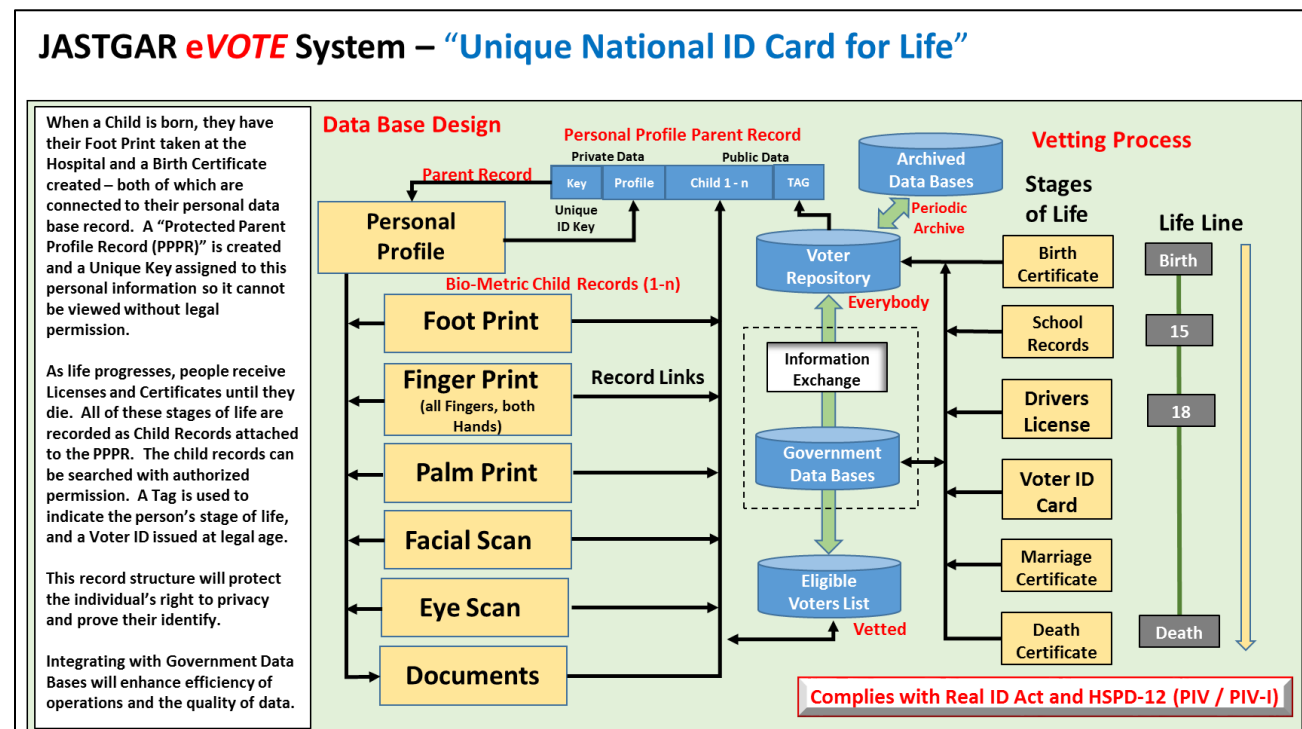 JASTGAR eVOTE System – “Unique National ID Card for Life”
When a Child is born, they have
their Foot Print taken at the
Hospital and a Birth Certificate
created – both of which are
connected to their personal data
base record. A “Protected Parent
Profile Record (PPPR)” is created
and a Unique Key assigned to this
personal information so it cannot
be viewed without legal
permission.
As life progresses, people receive
Licenses and Certificates until they
die. All of these stages of life are
recorded as Child Records attached
to the PPPR. The child records can
be searched with authorized
permission. A Tag is used to
indicate the person’s stage of life,
and a Voter ID issued at legal age.
This record structure will protect
the individual’s right to privacy
and prove their identify.
Integrating with Government Data
Bases will enhance efficiency of
operations and the quality of data.
Data Base Design
Personal Profile Parent Record
Private Data
Public Data
Parent Record
Key
Profile
Child 1 - n
TAG
Unique
ID Key
Personal
Profile
Bio-Metric Child Records (1-n)
Foot Print
Finger Print
(all Fingers, both
Hands)
Record Links
Palm Print
Facial Scan
Eye Scan
Documents
Archived
Data Bases
Periodic
Archive
Voter
Repository
Everybody
Information
Exchange
Government
Data Bases
Eligible
Voters List
Vetted
Vetting Process
Stages
of Life
Life Line
Birth
Certificate
Birth
School
Records
15
Drivers
License
18
Voter ID
Card
Marriage
Certificate
Death
Certificate
Death
Complies with Real ID Act and HSPD-12 (PIV / PIV-I)